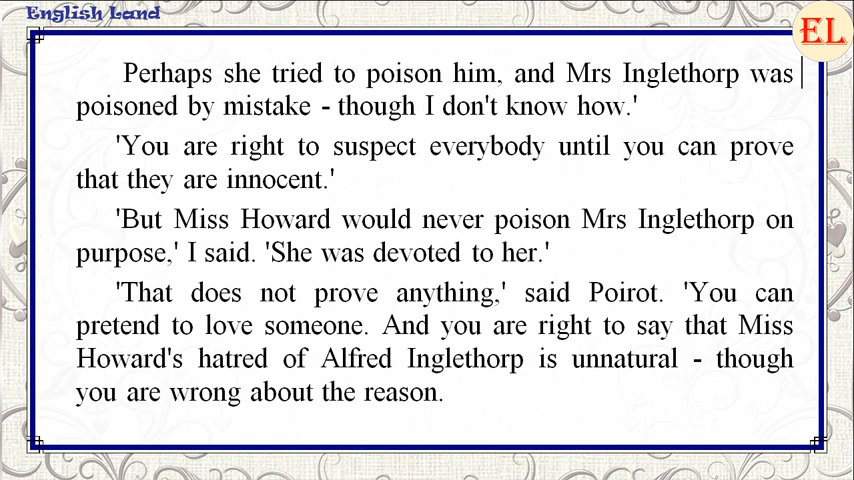 English Land
EL
Perhaps she tried to poison him, and Mrs Inglethorp was
poisoned by mistake - though I don't know how.'
'You are right to suspect everybody until you can prove
that they are innocent.'
'But Miss Howard would never poison Mrs Inglethorp on
purpose,' I said. 'She was devoted to her.'
'That does not prove anything,' said Poirot. 'You can
pretend to love someone. And you are right to say that Miss
Howard's hatred of Alfred Inglethorp is unnatural - though
you are wrong about the reason.